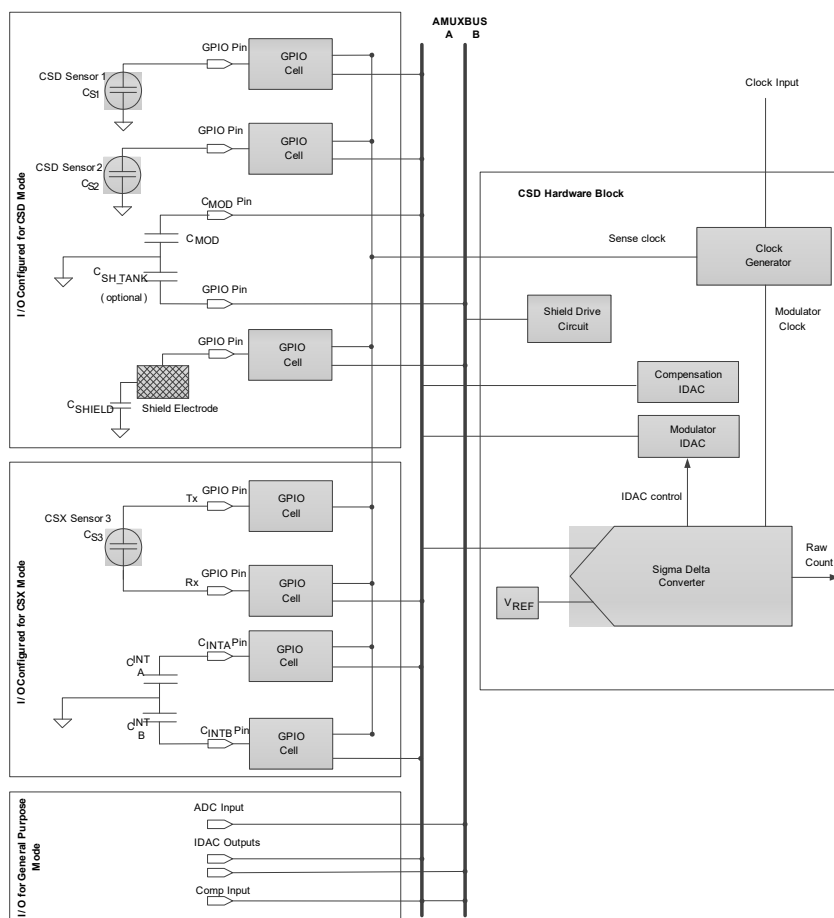 AMUXBUS
A B
I/O Configured for CSD Mode
GPIO Pin
GPIO
Cell
CSD Sensor 1
CS1
GPIO Pin
GPIO
Cell
CSD Sensor 2
CS2
CMOD Pin
CMOD
CSH_TANK
(optional)
GPIO Pin
GPIO Pin
GPIO
Cell
CSHIELD
Shield Electrode
I/O Configured for CSX Mode
Tx
GPIO Pin
GPIO
Cell
CSX Sensor 3
CS3
Rx
GPIO Pin
GPIO
Cell
CINTA Pin
GPIO
Cell
CINT
A
CINT
B
CINTB Pin
GPIO
Cell
I/O for General Purpose
Mode
ADC Input
IDAC Outputs
Comp Input
Clock Input
CSD Hardware Block
Sense clock
Clock
Generator
Modulator
Clock
Shield Drive
Circuit
Compensation
IDAC
Modulator
IDAC
IDAC control
Sigma Delta
Converter
VREF
Raw
Count